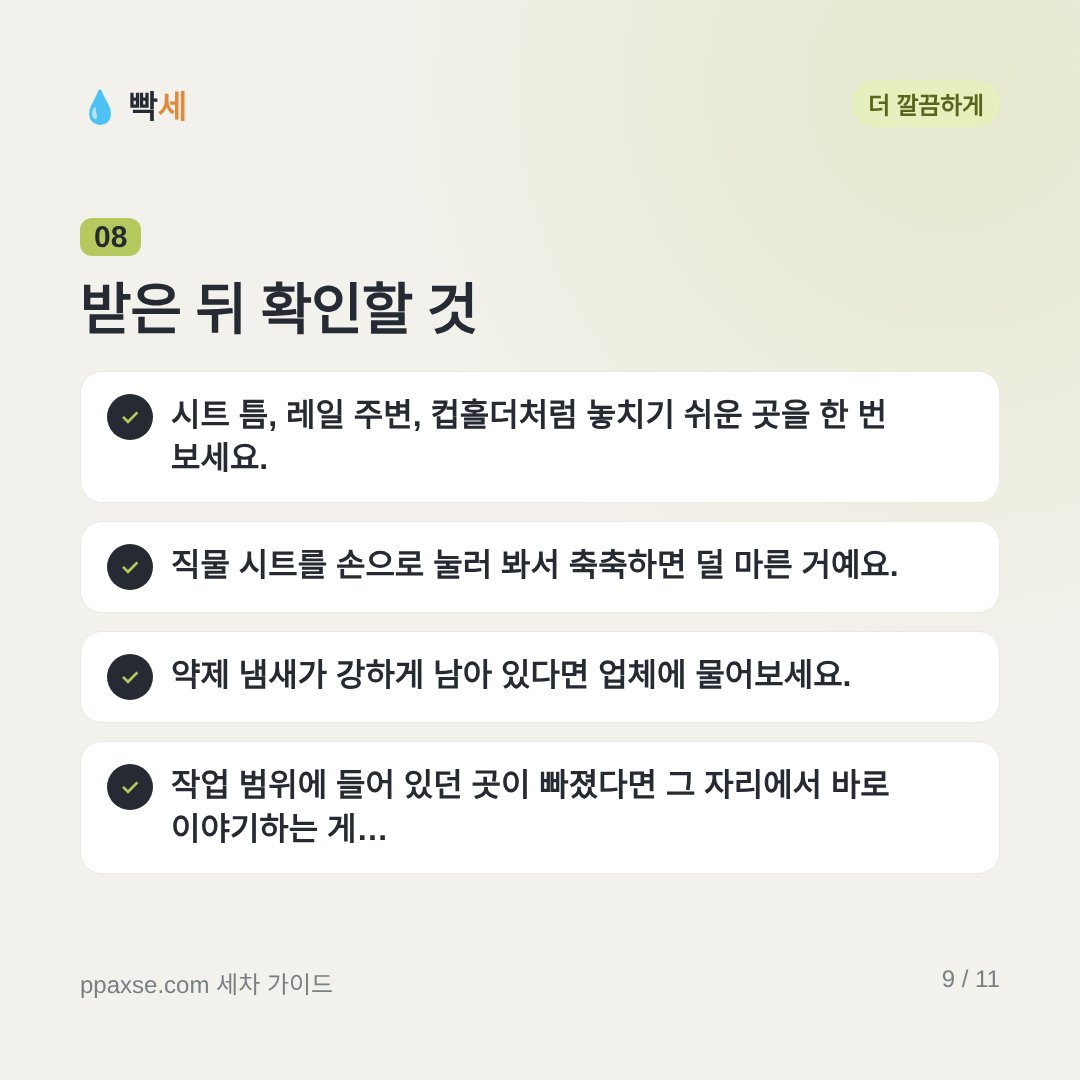 빡세
더 깔끔하게
08
받은 뒤 확인할 것
시트 틈, 레일 주변, 컵홀더처럼 놓치기 쉬운 곳을 한 번
보세요.
직물 시트를 손으로 눌러 봐서 축축하면 덜 마른 거예요.
약제 냄새가 강하게 남아 있다면 업체에 물어보세요.
작업 범위에 들어 있던 곳이 빠졌다면 그 자리에서 바로
이야기하는 게…
ppaxse.com 세차 가이드
9 / 11